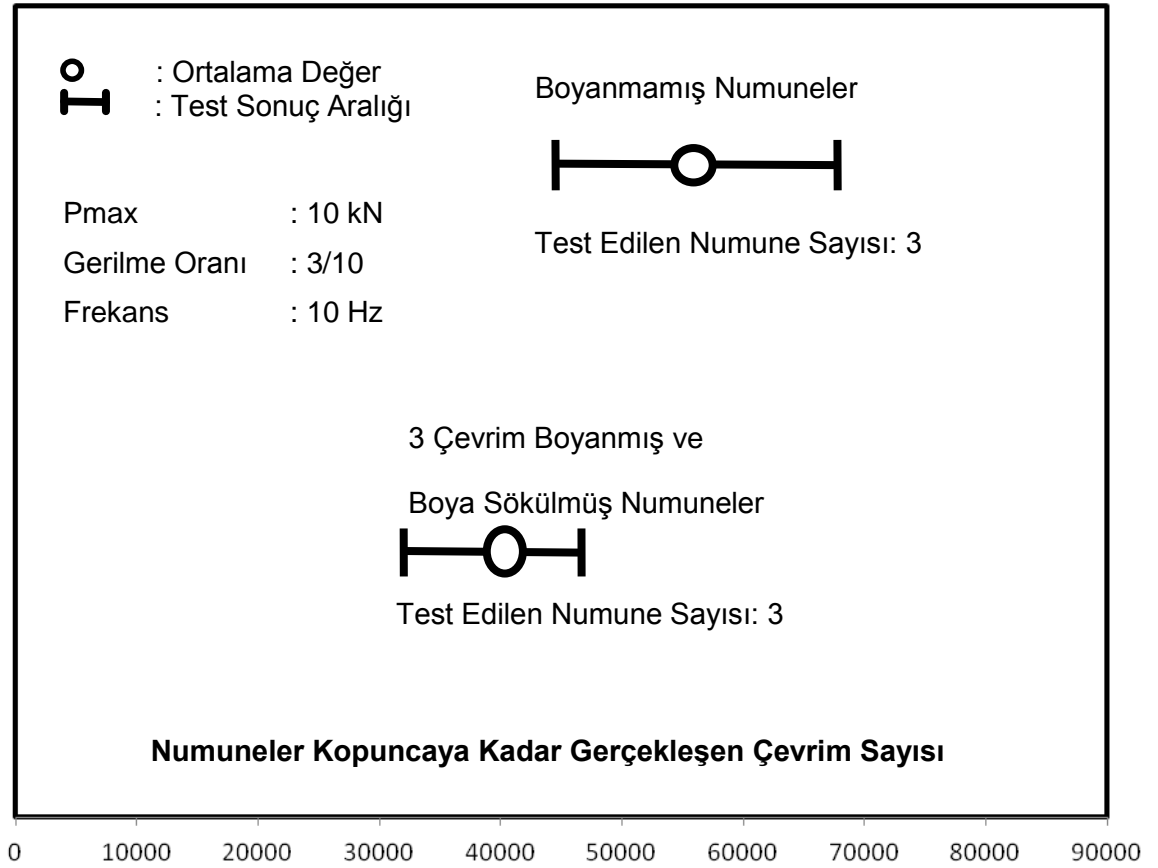 : Ortalama Değer
: Test Sonuç Aralığı
Pmax : 10 kN
Gerilme Oranı : 3/10
Frekans : 10 Hz
Boyanmamış Numuneler
Test Edilen Numune Sayısı: 3
3 Çevrim Boyanmış ve
Boya Sökülmüş Numuneler
Test Edilen Numune Sayısı: 3
Numuneler Kopuncaya Kadar Gerçekleşen Çevrim Sayısı
0 10000 20000 30000 40000 50000 60000 70000 80000 90000